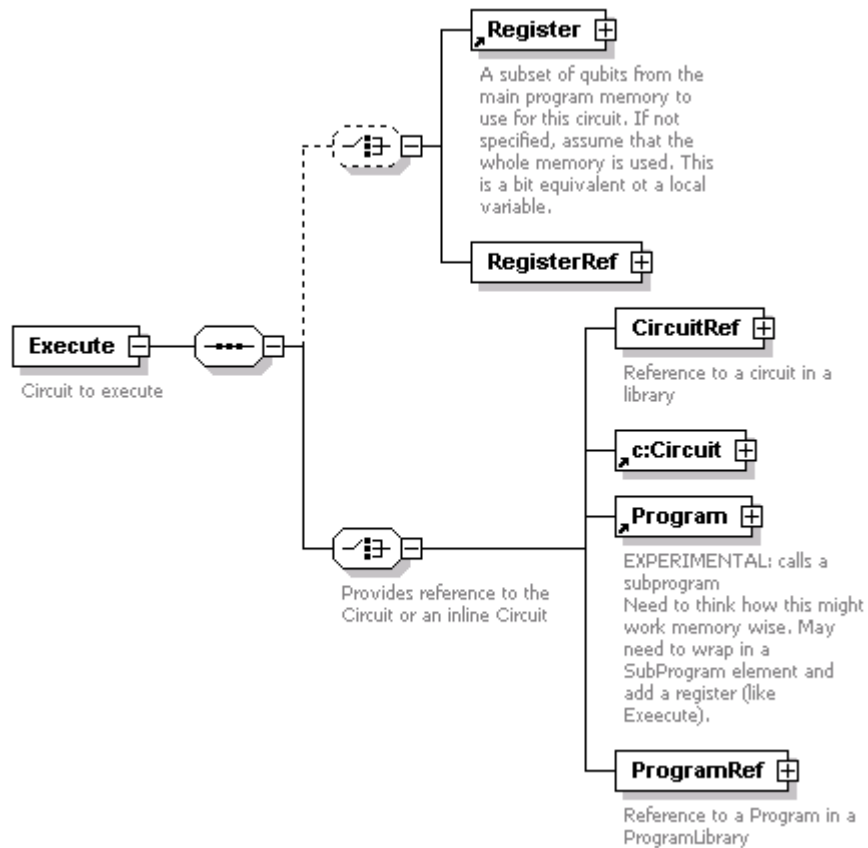 Register
A subset of qubits from the
main program memory to
use for this circuit. If not
specified, assume that the
whole memory is used. This
is a bit equivalent ot a local
variable.
RegisterRef
Execute
Circuit to execute
CircuitRef
Reference to a circuit in a
library
c:Circuit
Provides reference to the
Circuit or an inline Circuit
Program
EXPERIMENTAL: calls a
subprogram
Need to think how this might
work memory wise. May
need to wrap in a
SubProgram element and
add a register (like
Exeecute).
ProgramRef
Reference to a Program in a
ProgramLibrary